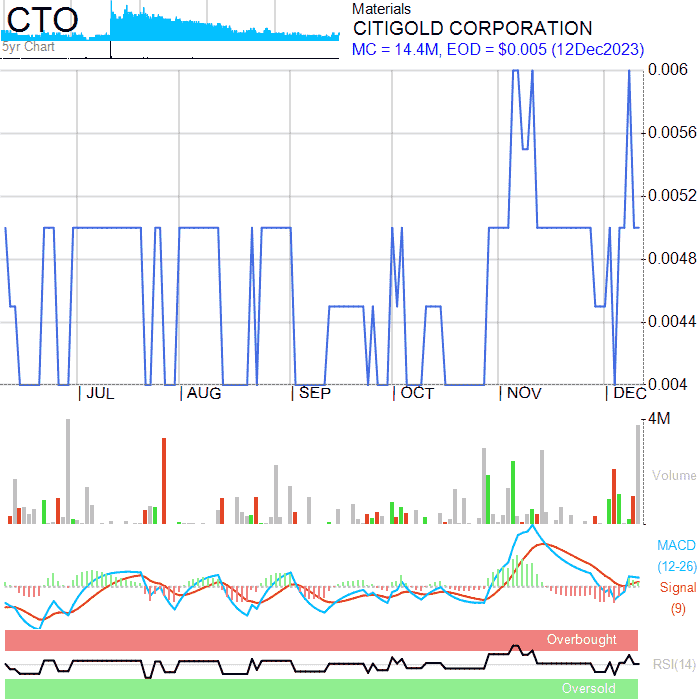 CTO
5yr Chart
Materials
CITIGOLD CORPORATION
MC = 14.4M, EOD = $0.005 (12Dec2023)
0.006
0.0056
0.0052
0.0048
0.0044
0.004
JUL AUG SEP OCT NOV DEC
4M
Volume
MACD
(12-26)
Signal
(9)
Overbought
RSI(14)
Oversold